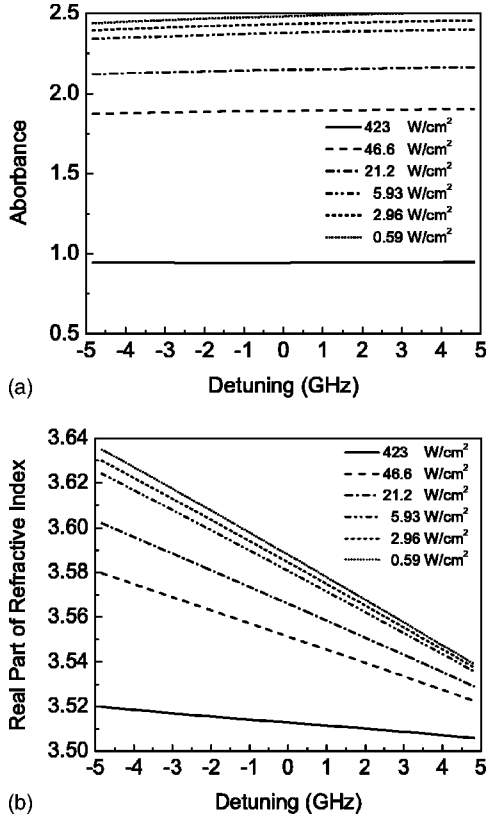 2.5
2.0
1.5
1.0
0.5
Aborbance
423 W/cm²
46.6 W/cm²
21.2 W/cm²
5.93 W/cm²
2.96 W/cm²
0.59 W/cm²
-5 -4 -3 -2 -1 0 1 2 3 4 5
(a)
Detuning (GHz)
3.64
3.62
3.60
3.58
3.56
3.54
3.52
3.50
Real Part of Refractive Index
423 W/cm²
46.6 W/cm²
21.2 W/cm²
5.93 W/cm²
2.96 W/cm²
0.59 W/cm²
-5 -4 -3 -2 -1 0 1 2 3 4 5
(b)
Detuning (GHz)